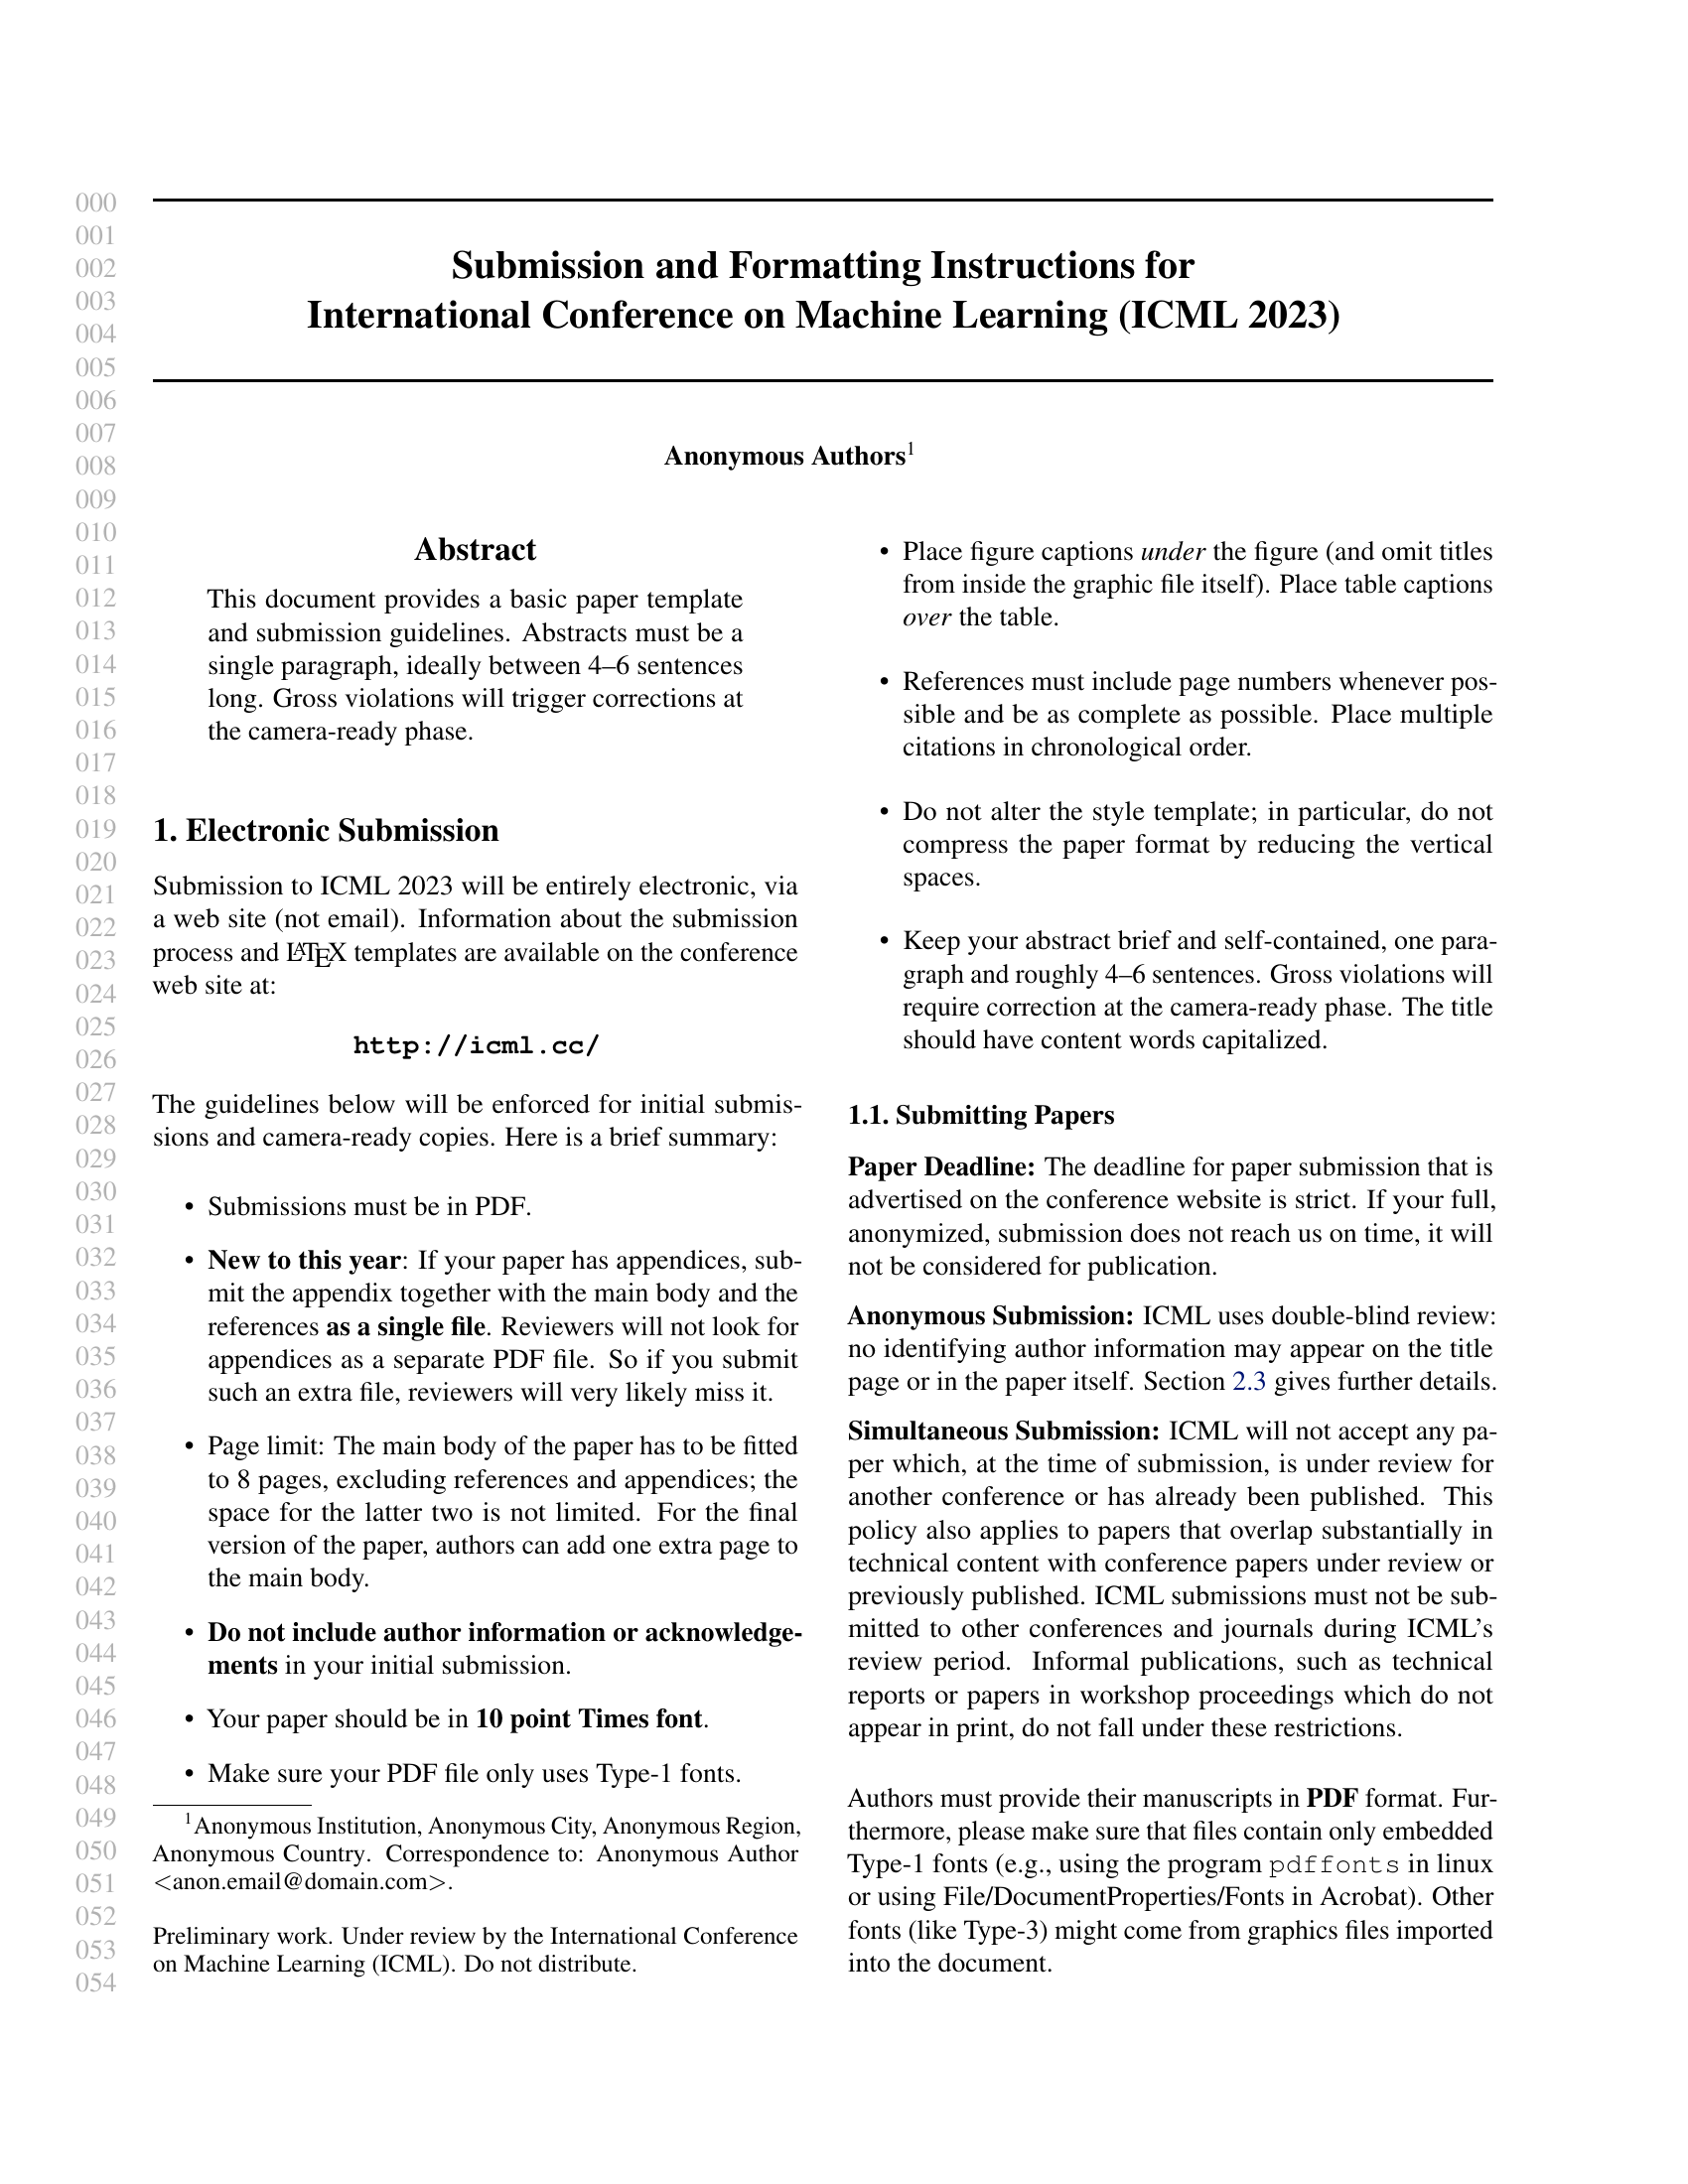 000
001
002
003
004
005
006
007
008
009
010
011
012
013
014
015
016
017
018
019
020
021
022
023
024
025
026
027
028
029
030
031
032
033
034
035
036
037
038
039
040
041
042
043
044
045
046
047
048
049
050
051
052
053
054
Submission and Formatting Instructions for
International Conference on Machine Learning (ICML 2023)
Anonymous Authors¹
Abstract
This document provides a basic paper template
and submission guidelines. Abstracts must be a
single paragraph, ideally between 4–6 sentences
long. Gross violations will trigger corrections at
the camera-ready phase.
1. Electronic Submission
Submission to ICML 2023 will be entirely electronic, via
a web site (not email). Information about the submission
process and LATEX templates are available on the conference
web site at:
http://icml.cc/
The guidelines below will be enforced for initial submis-
sions and camera-ready copies. Here is a brief summary:
• Submissions must be in PDF.
• New to this year: If your paper has appendices, sub-
mit the appendix together with the main body and the
references as a single file. Reviewers will not look for
appendices as a separate PDF file. So if you submit
such an extra file, reviewers will very likely miss it.
• Page limit: The main body of the paper has to be fitted
to 8 pages, excluding references and appendices; the
space for the latter two is not limited. For the final
version of the paper, authors can add one extra page to
the main body.
• Do not include author information or acknowledge-
ments in your initial submission.
• Your paper should be in 10 point Times font.
• Make sure your PDF file only uses Type-1 fonts.
¹Anonymous Institution, Anonymous City, Anonymous Region,
Anonymous Country. Correspondence to: Anonymous Author
<anon.email@domain.com>.
Preliminary work. Under review by the International Conference
on Machine Learning (ICML). Do not distribute.
• Place figure captions under the figure (and omit titles
from inside the graphic file itself). Place table captions
over the table.
• References must include page numbers whenever pos-
sible and be as complete as possible. Place multiple
citations in chronological order.
• Do not alter the style template; in particular, do not
compress the paper format by reducing the vertical
spaces.
• Keep your abstract brief and self-contained, one para-
graph and roughly 4–6 sentences. Gross violations will
require correction at the camera-ready phase. The title
should have content words capitalized.
1.1. Submitting Papers
Paper Deadline: The deadline for paper submission that is
advertised on the conference website is strict. If your full,
anonymized, submission does not reach us on time, it will
not be considered for publication.
Anonymous Submission: ICML uses double-blind review:
no identifying author information may appear on the title
page or in the paper itself. Section 2.3 gives further details.
Simultaneous Submission: ICML will not accept any pa-
per which, at the time of submission, is under review for
another conference or has already been published. This
policy also applies to papers that overlap substantially in
technical content with conference papers under review or
previously published. ICML submissions must not be sub-
mitted to other conferences and journals during ICML's
review period. Informal publications, such as technical
reports or papers in workshop proceedings which do not
appear in print, do not fall under these restrictions.
Authors must provide their manuscripts in PDF format. Fur-
thermore, please make sure that files contain only embedded
Type-1 fonts (e.g., using the program pdffonts in linux
or using File/DocumentProperties/Fonts in Acrobat). Other
fonts (like Type-3) might come from graphics files imported
into the document.